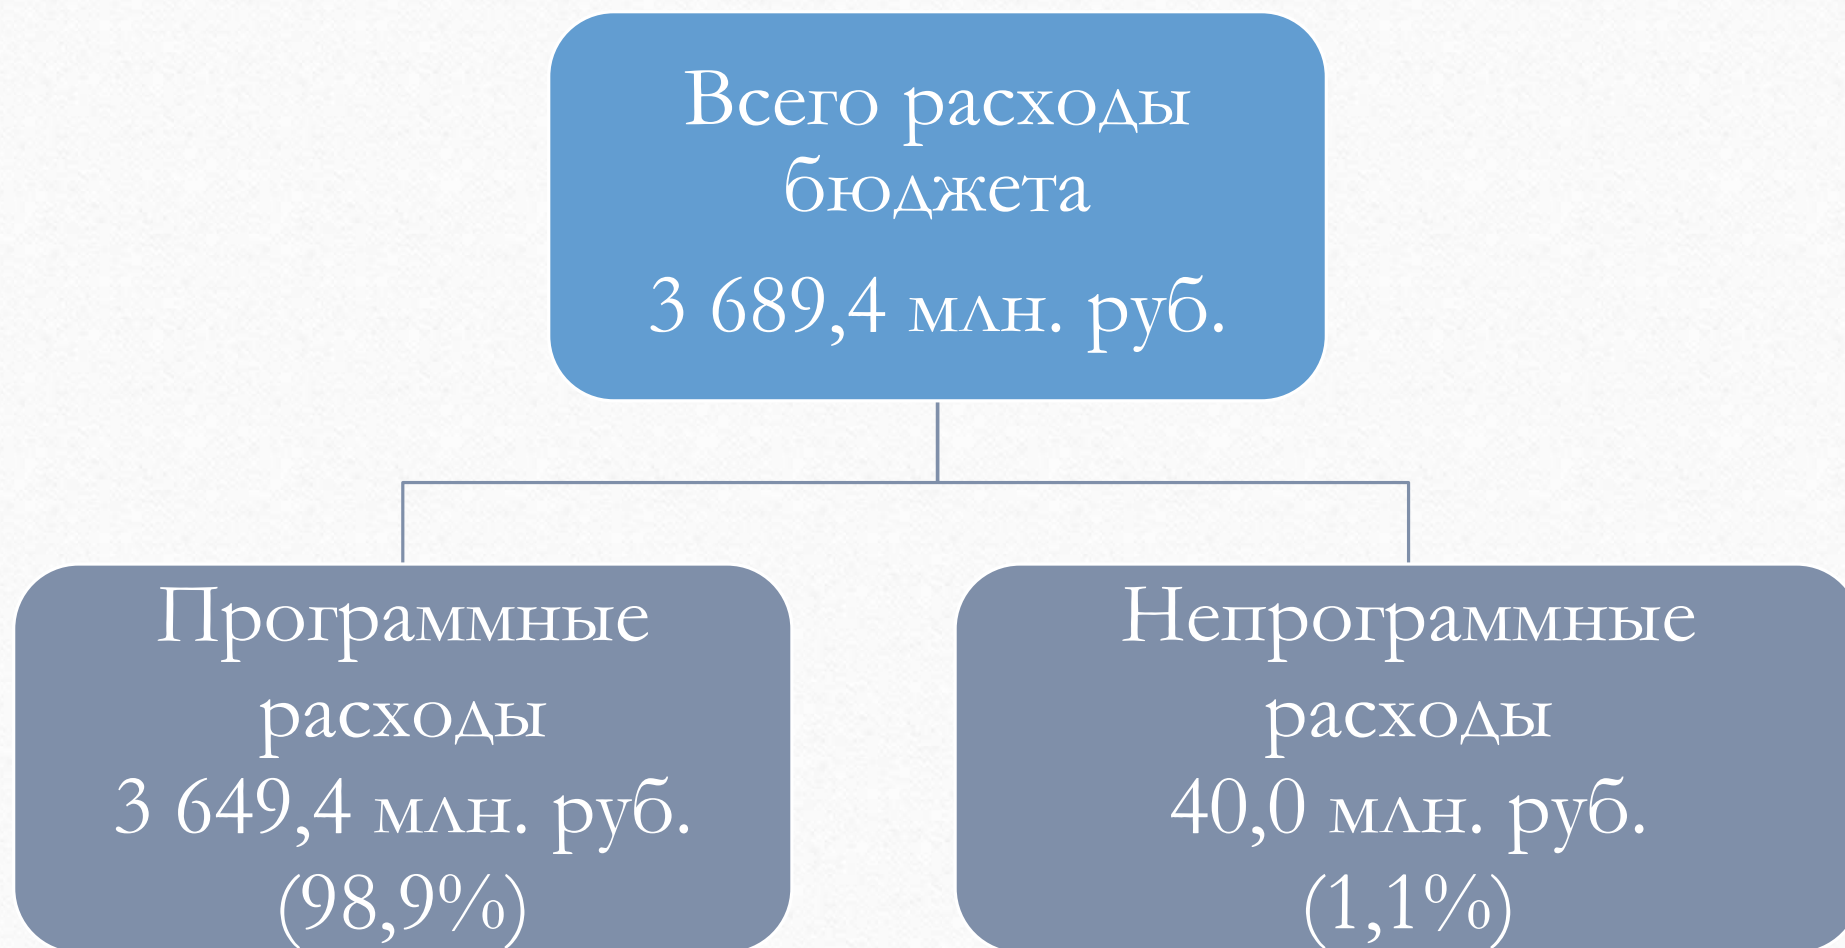 Всего расходы
бюджета
3 689,4 млн. руб.
Программные
расходы
3 649,4 млн. руб.
(98,9%)
Непрограммные
расходы
40,0 млн. руб.
(1,1%)